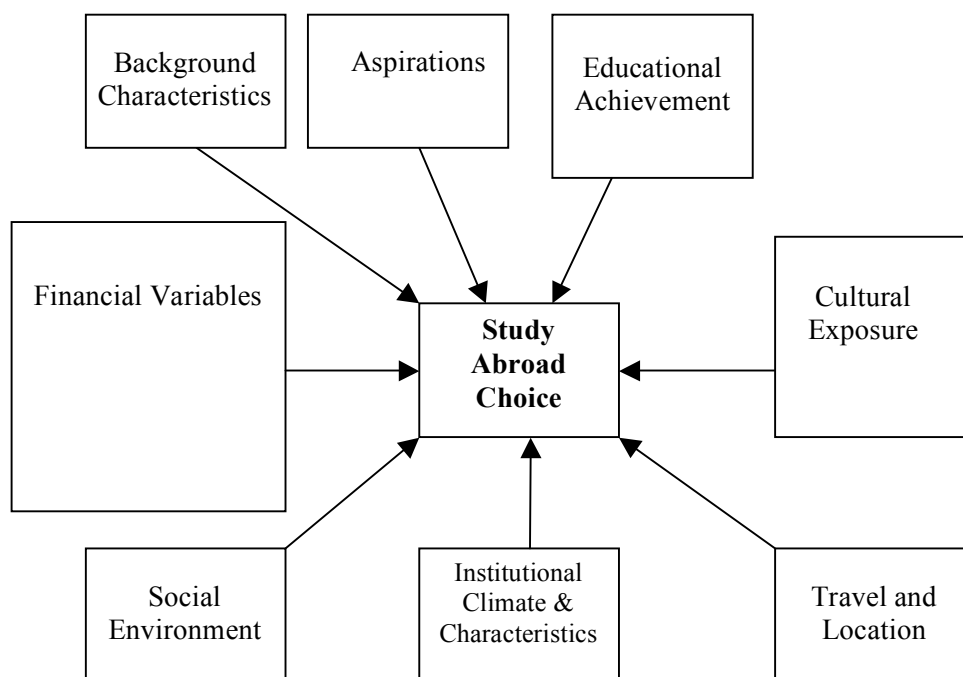 Background
Characteristics
Aspirations
Educational
Achievement
Financial Variables
Cultural
Exposure
Study
Abroad
Choice
Social
Environment
Institutional
Climate &
Characteristics
Travel and
Location